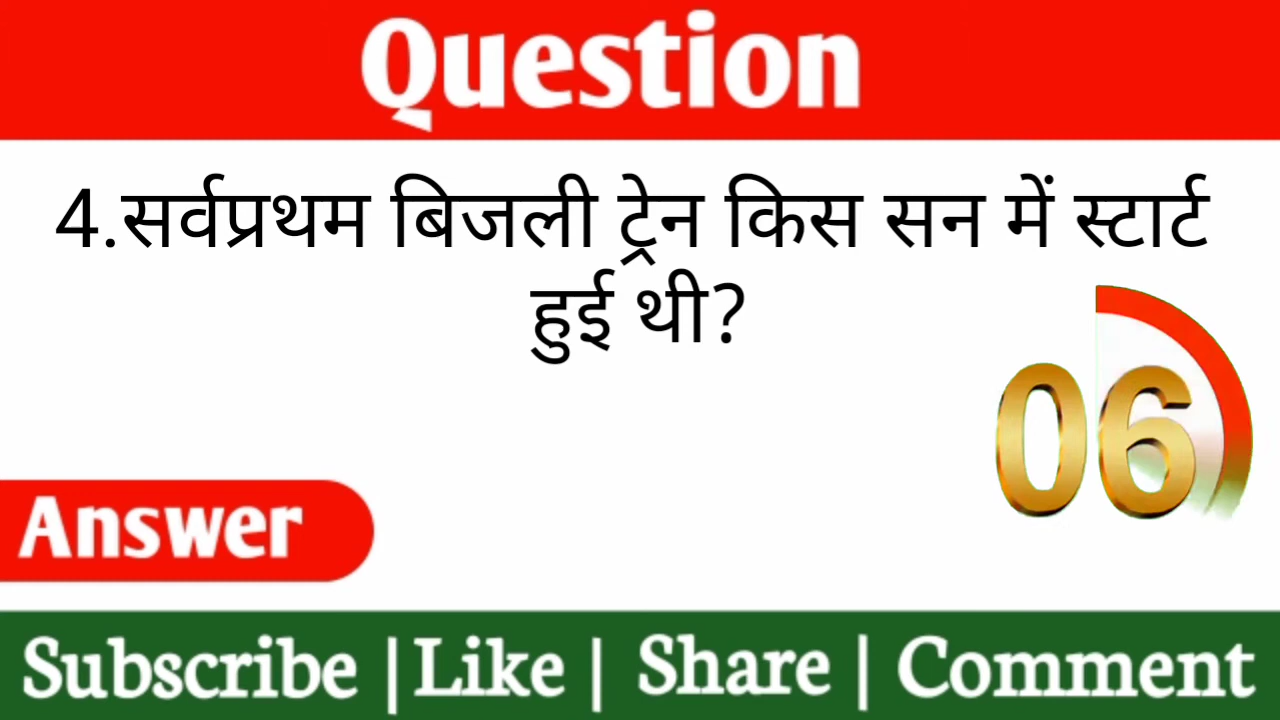 Question
4.सर्वप्रथम बिजली ट्रेन किस सन में स्टार्ट
हुई थी?
06
Answer
Subscribe | Like | Share | Comment